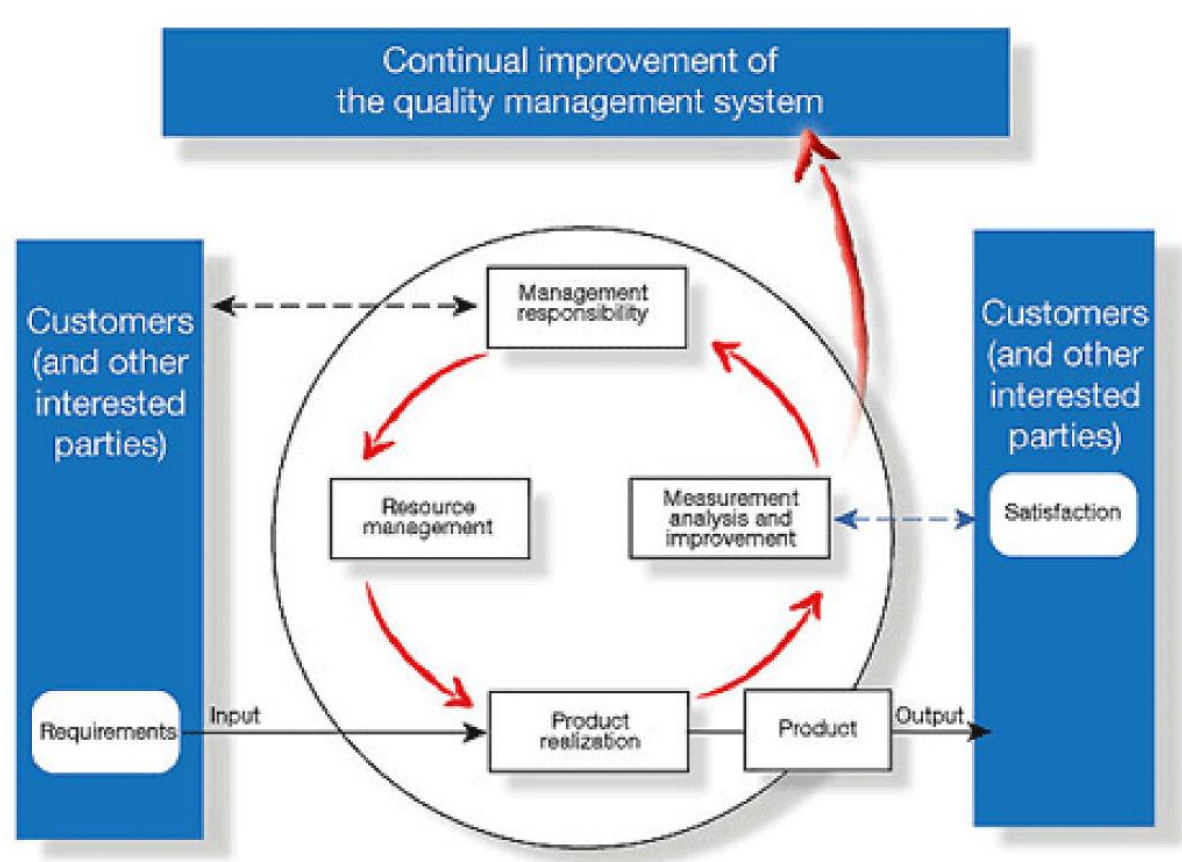 Continual improvement of
the quality management system
Customers
(and other
interested
parties)
Management
responsibility
Customers
(and other
interested
parties)
Resource
management
Measurement
analysis and
improvement
Satisfaction
Requirements
Input
Product
realization
Product
Output